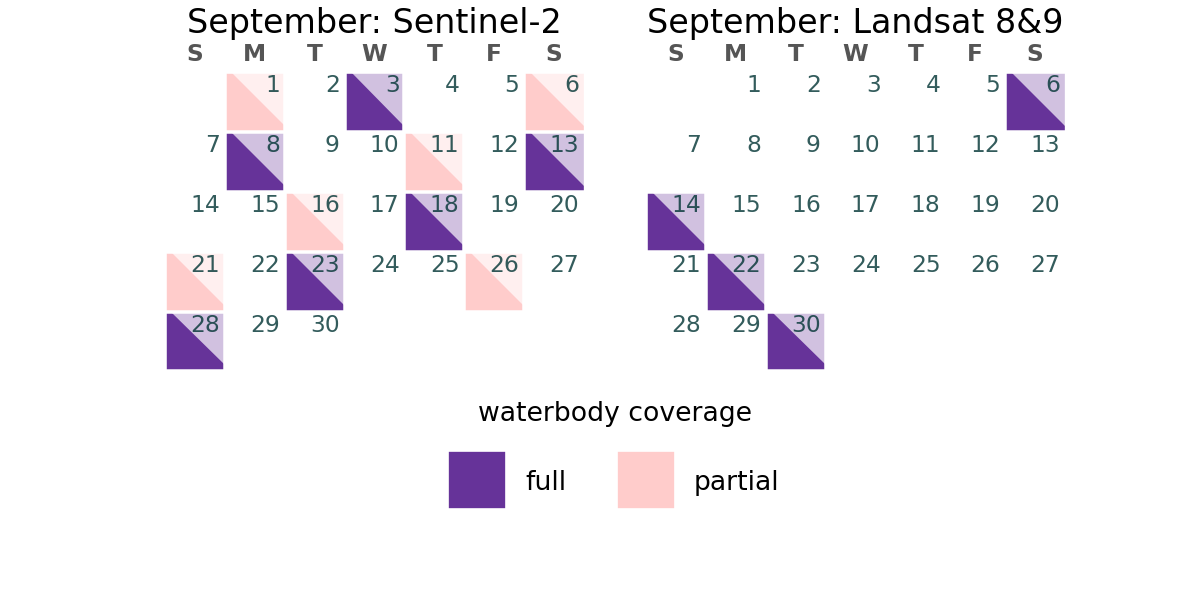 September: Sentinel-2
S M T W T F S
1 2 3 4 5 6
7 8 9 10 11 12 13
14 15 16 17 18 19 20
21 22 23 24 25 26 27
28 29 30
September: Landsat 8&9
S M T W T F S
1 2 3 4 5 6
7 8 9 10 11 12 13
14 15 16 17 18 19 20
21 22 23 24 25 26 27
28 29 30
waterbody coverage
full partial